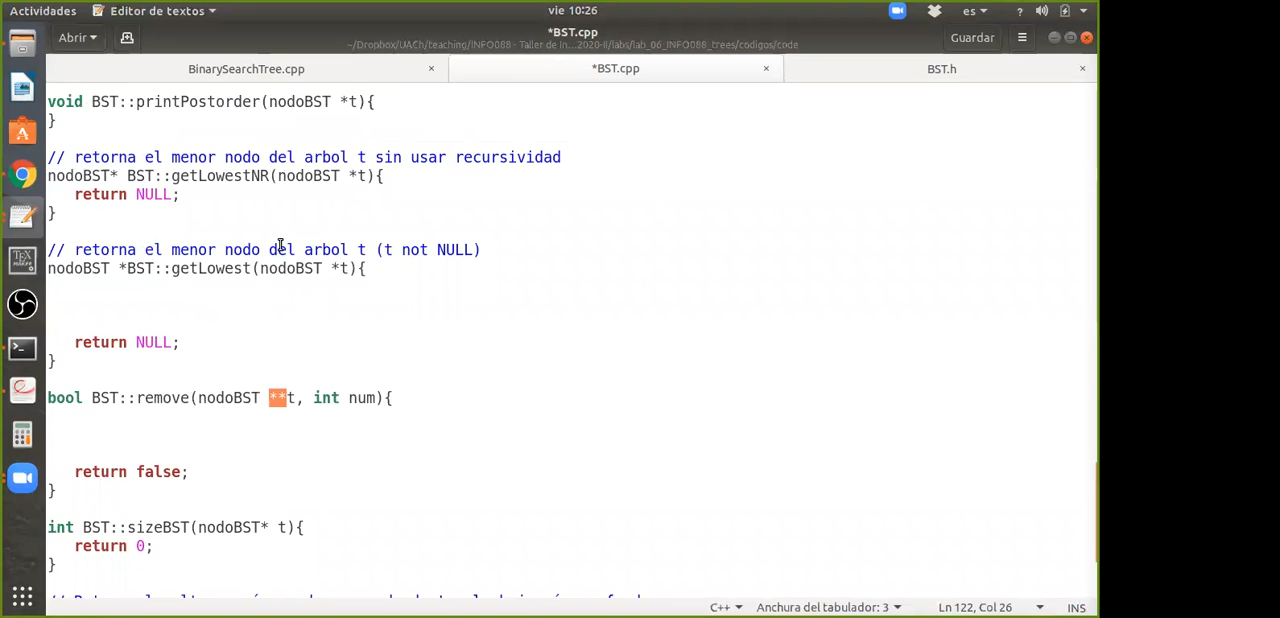 Actividades
Editor de textos
vie 10:26
es
?
Abrir
*BST.cpp
~/Dropbox/UACh/teaching/INFO088 - Taller de In... 2020-II/labs/lab_06_INFO088_trees/codigos/code
Guardar
BinarySearchTree.cpp ×
*BST.cpp ×
BST.h ×
void BST::printPostorder(nodoBST *t){
}
// retorna el menor nodo del arbol t sin usar recursividad
nodoBST* BST::getLowestNR(nodoBST *t){
return NULL;
}
// retorna el menor nodo del arbol t (t not NULL)
nodoBST *BST::getLowest(nodoBST *t){
return NULL;
}
bool BST::remove(nodoBST **t, int num){
return false;
}
int BST::sizeBST(nodoBST* t){
return 0;
}
C++
Anchura del tabulador: 3
Ln 122, Col 26
INS